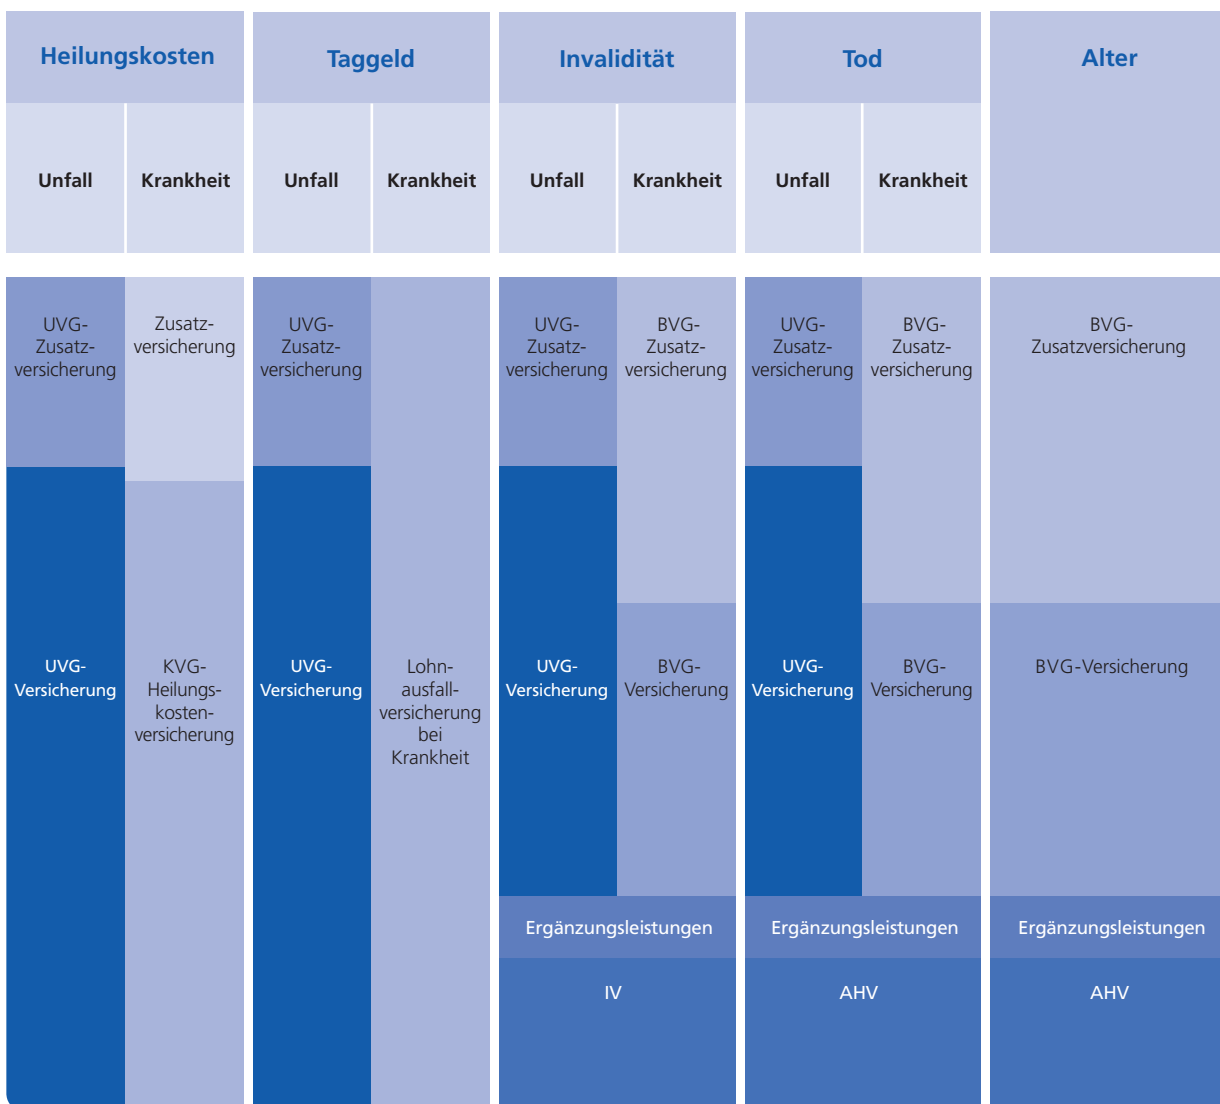 Heilungskosten
Taggeld
Invalidität
Tod
Alter
Unfall
Krankheit
Unfall
Krankheit
Unfall
Krankheit
Unfall
Krankheit
UVG-
Zusatz-
versicherung
Zusatz-
versicherung
UVG-
Zusatz-
versicherung
UVG-
Zusatz-
versicherung
BVG-
Zusatz-
versicherung
UVG-
Zusatz-
versicherung
BVG-
Zusatz-
versicherung
BVG-
Zusatzversicherung
UVG-
Versicherung
KVG-
Heilungs-
kosten-
versicherung
UVG-
Versicherung
Lohn-
ausfall-
versicherung
bei
Krankheit
UVG-
Versicherung
BVG-
Versicherung
UVG-
Versicherung
BVG-
Versicherung
BVG-Versicherung
Ergänzungsleistungen
Ergänzungsleistungen
Ergänzungsleistungen
IV
AHV
AHV